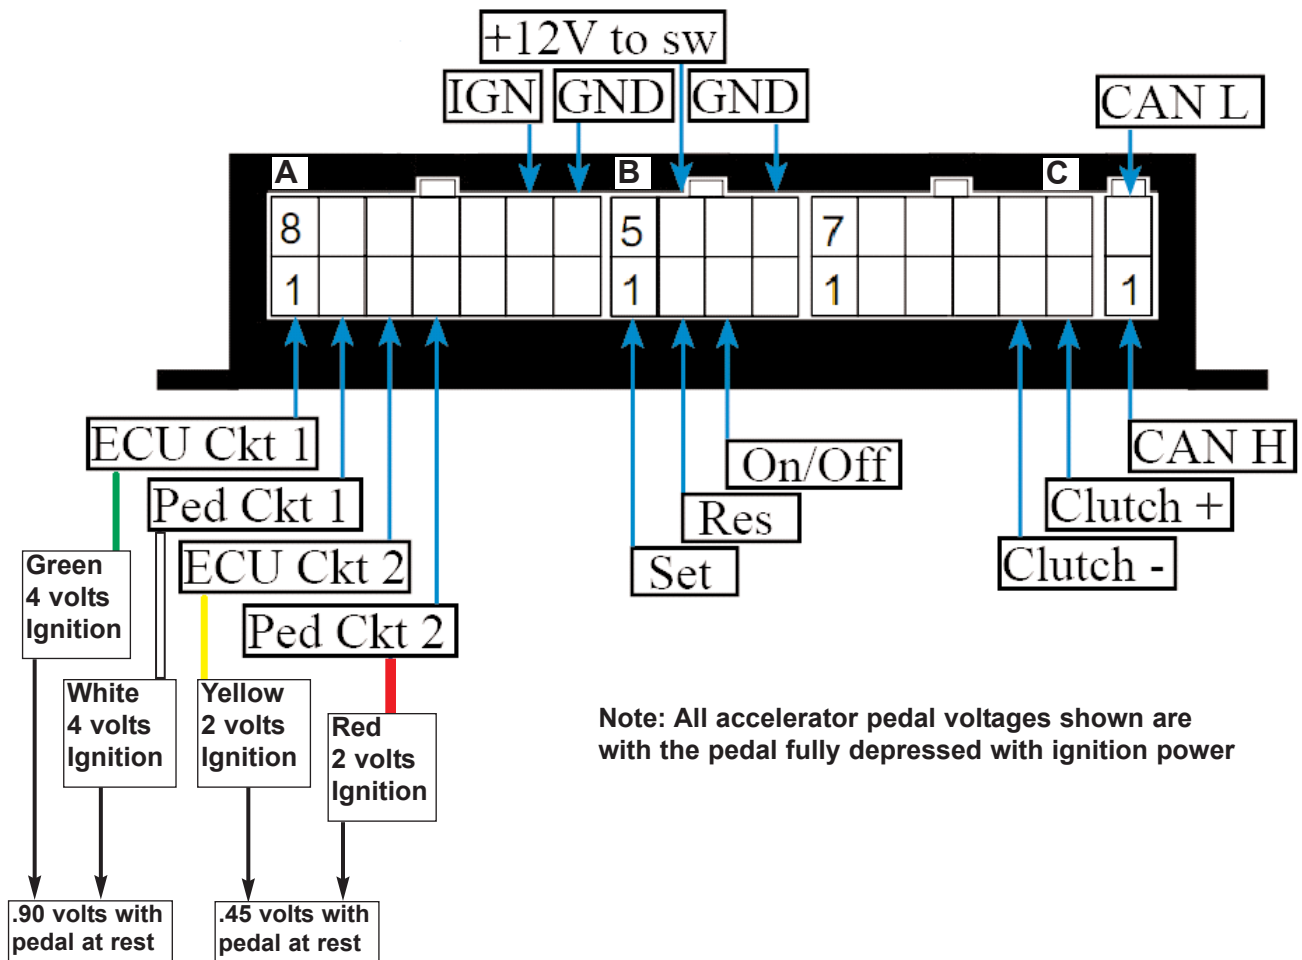 +12V to sw
IGN
GND
GND
CAN L
A
B
C
8
5
7
1
1
1
1
ECU Ckt 1
Ped Ckt 1
ECU Ckt 2
Ped Ckt 2
On/Off
Res
Set
CAN H
Clutch +
Clutch -
Green
4 volts
Ignition
White
4 volts
Ignition
Yellow
2 volts
Ignition
Red
2 volts
Ignition
Note: All accelerator pedal voltages shown are
with the pedal fully depressed with ignition power
.90 volts with
pedal at rest
.45 volts with
pedal at rest